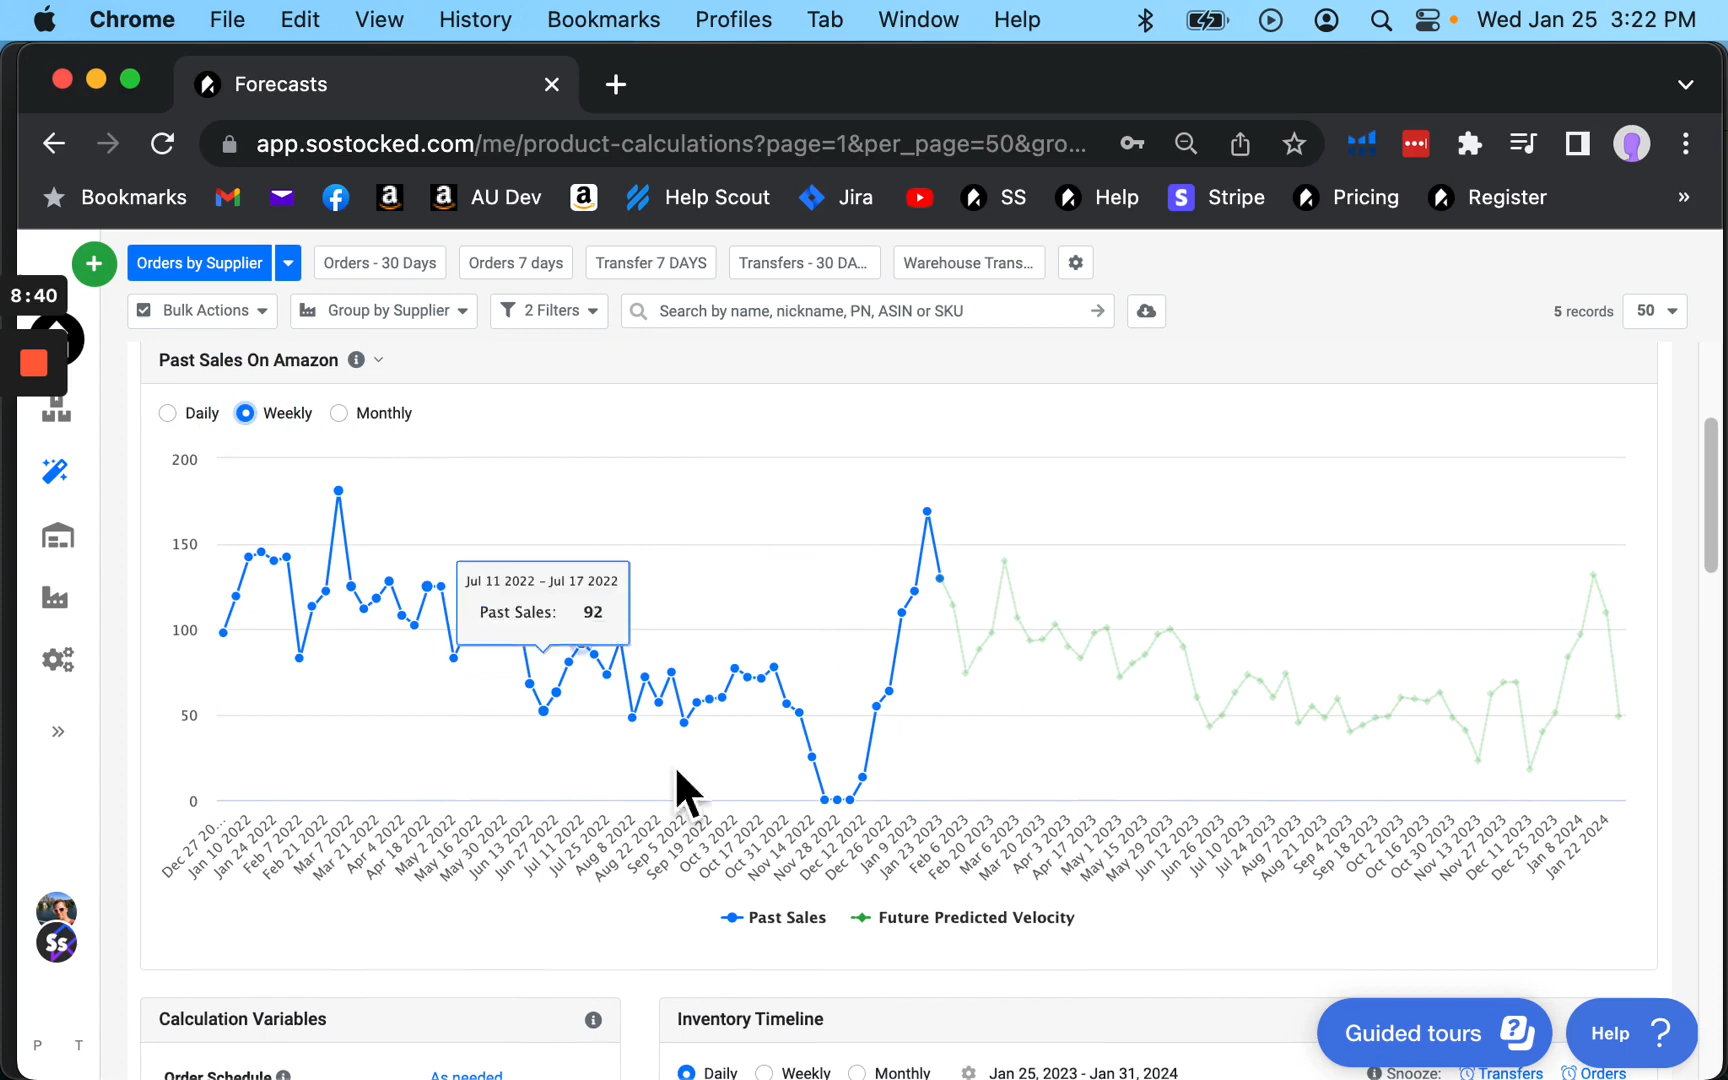 Chrome File Edit View History Bookmarks Profiles Tab Window Help Wed Jan 25 3:22 PM
Forecasts
app.sostocked.com/me/product-calculations?page=1&per_page=50&gro...
Bookmarks AU Dev Help Scout Jira SS Help Stripe Pricing Register »
Orders by Supplier Orders - 30 Days Orders 7 days Transfer 7 DAYS Transfers - 30 DA... Warehouse Trans...
8:40
Bulk Actions Group by Supplier 2 Filters Search by name, nickname, PN, ASIN or SKU 5 records 50
Past Sales On Amazon
Daily Weekly Monthly
200
150
100
50
0
Jul 11 2022 - Jul 17 2022
Past Sales: 92
Dec 27 20...
Jan 10 2022
Jan 24 2022
Feb 7 2022
Feb 21 2022
Mar 7 2022
Mar 21 2022
Apr 4 2022
Apr 18 2022
May 2 2022
May 16 2022
May 30 2022
Jun 13 2022
Jun 27 2022
Jul 11 2022
Jul 25 2022
Aug 8 2022
Aug 22 2022
Sep 5 2022
Sep 19 2022
Oct 3 2022
Oct 17 2022
Oct 31 2022
Nov 14 2022
Nov 28 2022
Dec 12 2022
Dec 26 2022
Jan 9 2023
Jan 23 2023
Feb 6 2023
Feb 20 2023
Mar 6 2023
Mar 20 2023
Apr 3 2023
Apr 17 2023
May 1 2023
May 15 2023
May 29 2023
Jun 12 2023
Jun 26 2023
Jul 10 2023
Jul 24 2023
Aug 7 2023
Aug 21 2023
Sep 4 2023
Sep 18 2023
Oct 2 2023
Oct 16 2023
Oct 30 2023
Nov 13 2023
Nov 27 2023
Dec 11 2023
Dec 25 2023
Jan 8 2024
Jan 22 2024
Past Sales Future Predicted Velocity
Ss
Calculation Variables
Inventory Timeline
Guided tours
Help ?
P T
Order Schedule As needed
Daily Weekly Monthly Jan 25, 2023 - Jan 31, 2024 Snooze: Transfers Orders